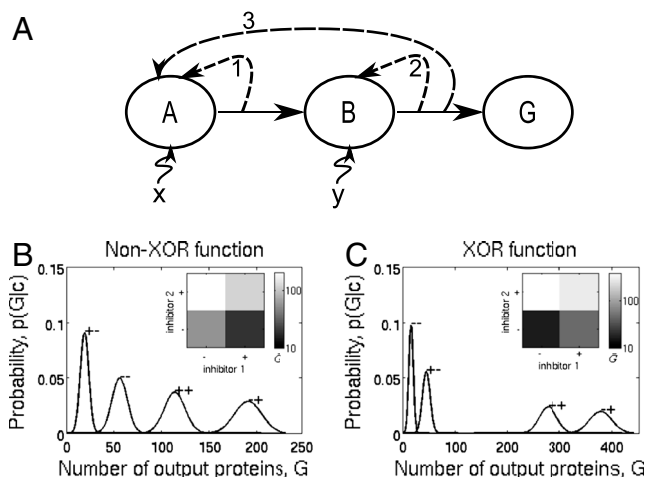 A
3
1
2
A
B
G
x
y
B
Non-XOR function
0.15
0.1
0.05
0
Probability, p(G|c)
+-
--
++
-+
inhibitor 2
+
-
- +
inhibitor 1
100
10
Ĝ
0 50 100 150 200 250
Number of output proteins, G
C
XOR function
0.15
0.1
0.05
0
Probability, p(G|c)
--
+-
++
-+
inhibitor 2
+
-
- +
inhibitor 1
100
10
Ĝ
0 100 200 300 400
Number of output proteins, G